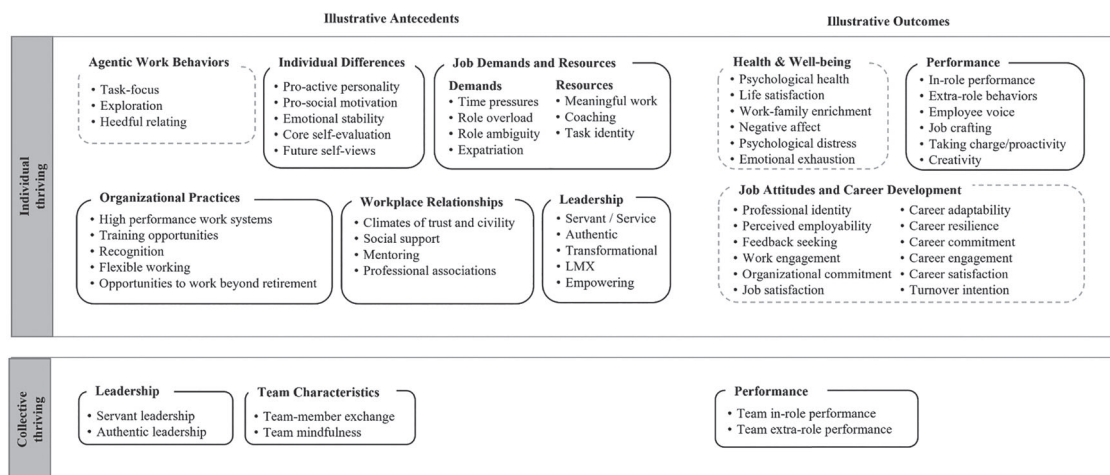 Illustrative Antecedents
Illustrative Outcomes
Individual
thriving
Agentic Work Behaviors
• Task-focus
• Exploration
• Heedful relating
Individual Differences
• Pro-active personality
• Pro-social motivation
• Emotional stability
• Core self-evaluation
• Future self-views
Job Demands and Resources
Demands
• Time pressures
• Role overload
• Role ambiguity
• Expatriation
Resources
• Meaningful work
• Coaching
• Task identity
Health & Well-being
• Psychological health
• Life satisfaction
• Work-family enrichment
• Negative affect
• Psychological distress
• Emotional exhaustion
Performance
• In-role performance
• Extra-role behaviors
• Employee voice
• Job crafting
• Taking charge/proactivity
• Creativity
Organizational Practices
• High performance work systems
• Training opportunities
• Recognition
• Flexible working
• Opportunities to work beyond retirement
Workplace Relationships
• Climates of trust and civility
• Social support
• Mentoring
• Professional associations
Leadership
• Servant / Service
• Authentic
• Transformational
• LMX
• Empowering
Job Attitudes and Career Development
• Professional identity
• Perceived employability
• Feedback seeking
• Work engagement
• Organizational commitment
• Job satisfaction
• Career adaptability
• Career resilience
• Career commitment
• Career engagement
• Career satisfaction
• Turnover intention
Collective
thriving
Leadership
• Servant leadership
• Authentic leadership
Team Characteristics
• Team-member exchange
• Team mindfulness
Performance
• Team in-role performance
• Team extra-role performance